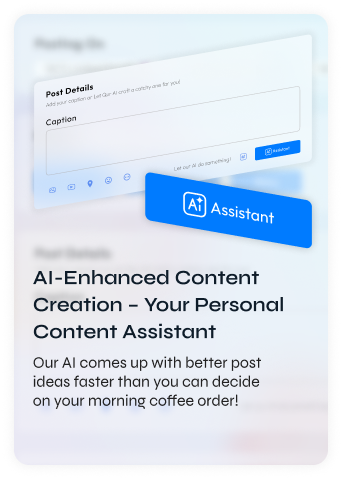 Posting On
Post Details
Add your caption or Let Our AI craft a catchy one for you!
Caption
Let our AI do something!
Ai Assistant
Ai Assistant
Post Details
AI-Enhanced Content
Creation – Your Personal
Content Assistant
Our AI comes up with better post
ideas faster than you can decide
on your morning coffee order!